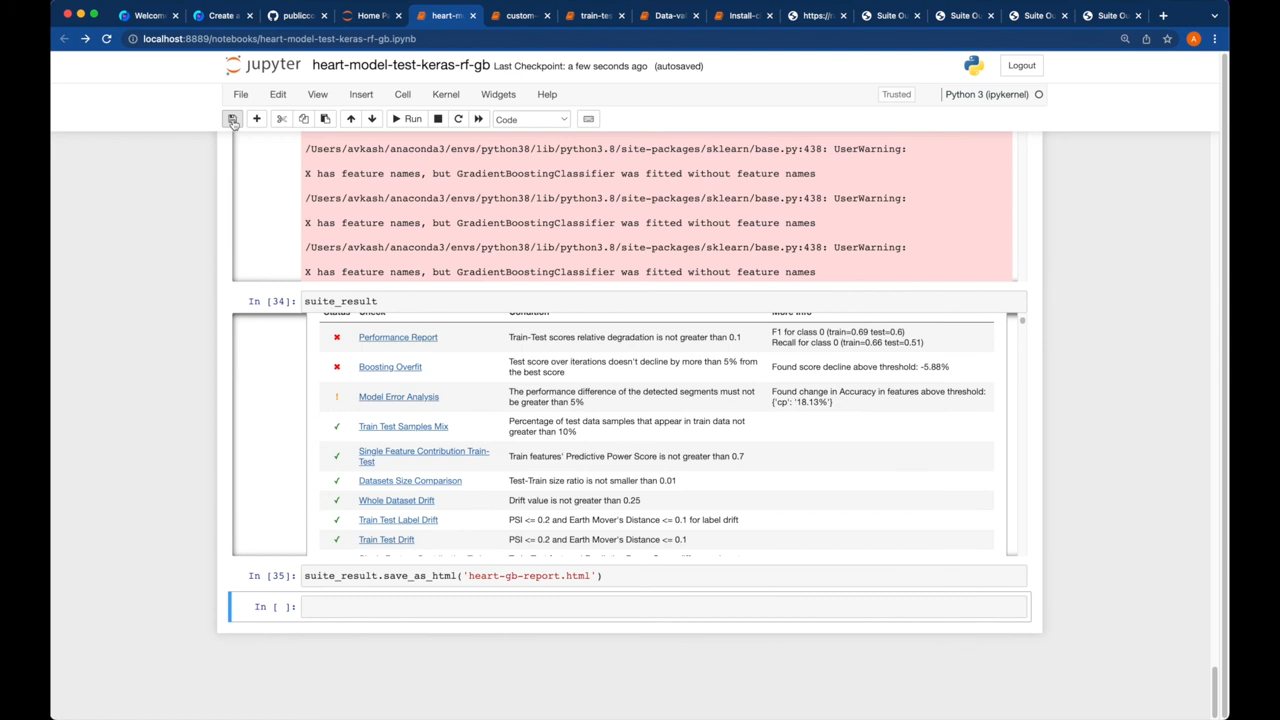 Welcom
Create a
publicc
Home P
heart-m
custom-
train-tes
Data-val
Install-c
https://r
Suite Ou
Suite Ou
Suite Ou
Suite Ou
localhost:8889/notebooks/heart-model-test-keras-rf-gb.ipynb
A
jupyter heart-model-test-keras-rf-gb Last Checkpoint: a few seconds ago (autosaved)
Logout
File Edit View Insert Cell Kernel Widgets Help
Trusted
Python 3 (ipykernel)
Run
Code
/Users/avkash/anaconda3/envs/python38/lib/python3.8/site-packages/sklearn/base.py:438: UserWarning:
X has feature names, but GradientBoostingClassifier was fitted without feature names
/Users/avkash/anaconda3/envs/python38/lib/python3.8/site-packages/sklearn/base.py:438: UserWarning:
X has feature names, but GradientBoostingClassifier was fitted without feature names
/Users/avkash/anaconda3/envs/python38/lib/python3.8/site-packages/sklearn/base.py:438: UserWarning:
X has feature names, but GradientBoostingClassifier was fitted without feature names
In [34]: suite_result
Status Check Condition More Info
Performance Report
Train-Test scores relative degradation is not greater than 0.1
F1 for class 0 (train=0.69 test=0.6)
Recall for class 0 (train=0.66 test=0.51)
Boosting Overfit
Test score over iterations doesn't decline by more than 5% from
the best score
Found score decline above threshold: -5.88%
Model Error Analysis
The performance difference of the detected segments must not
be greater than 5%
Found change in Accuracy in features above threshold:
{'cp': '18.13%'}
Train Test Samples Mix
Percentage of test data samples that appear in train data not
greater than 10%
Single Feature Contribution Train-
Test
Train features' Predictive Power Score is not greater than 0.7
Datasets Size Comparison
Test-Train size ratio is not smaller than 0.01
Whole Dataset Drift
Drift value is not greater than 0.25
Train Test Label Drift
PSI <= 0.2 and Earth Mover's Distance <= 0.1 for label drift
Train Test Drift
PSI <= 0.2 and Earth Mover's Distance <= 0.1
In [35]: suite_result.save_as_html('heart-gb-report.html')
In [ ]: